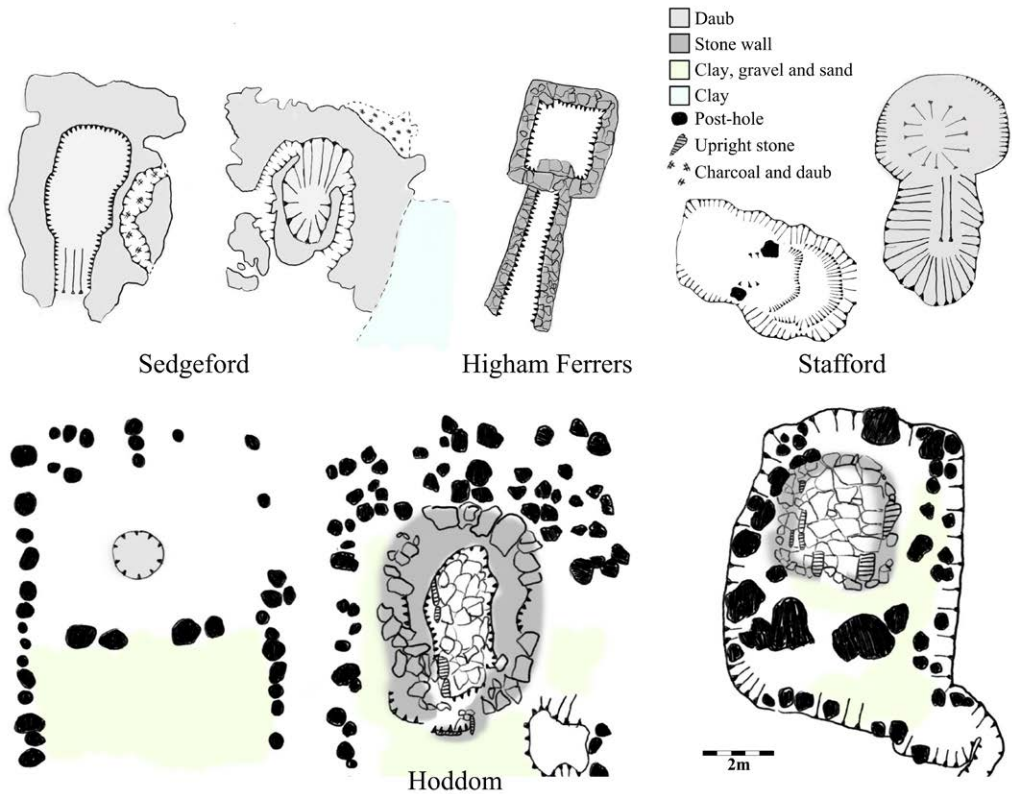 Daub
Stone wall
Clay, gravel and sand
Clay
Post-hole
Upright stone
Charcoal and daub
Sedgeford
Higham Ferrers
Stafford
Hoddom
2m